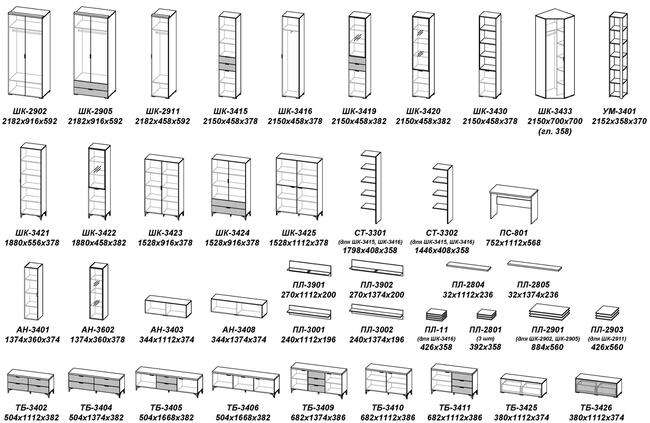 ШК-2902 ШК-2905 ШК-2911 ШК-3415 ШК-3416 ШК-3419 ШК-3420 ШК-3430 ШК-3433 УМ-3401
2182x916x592 2182x916x592 2182x458x592 2150x458x378 2150x458x378 2150x458x382 2150x458x382 2150x458x378 2150x700x700 2152x358x370
(гл. 358)
ШК-3421 ШК-3422 ШК-3423 ШК-3424 ШК-3425 СТ-3301 СТ-3302 ПС-801
1880x556x378 1880x458x382 1528x916x378 1528x916x378 1528x1112x378 (для ШК-3415, ШК-3416) (для ШК-3415, ШК-3416) 752x1112x568
1798x408x358 1446x408x358
ПЛ-3901 ПЛ-3902 ПЛ-2804 ПЛ-2805
270x1112x200 270x1374x200 32x1112x236 32x1374x236
АН-3401 АН-3602 АН-3403 АН-3408 ПЛ-3001 ПЛ-3002 ПЛ-11 ПЛ-2801 ПЛ-2901 ПЛ-2903
1374x360x374 1374x360x378 344x1112x374 344x1374x374 240x1112x196 240x1374x196 (для ШК-3416) (3 шт) (для ШК-2902, ШК-2905) (для ШК-2911)
426x358 392x358 884x560 426x560
ТБ-3402 ТБ-3404 ТБ-3405 ТБ-3406 ТБ-3409 ТБ-3410 ТБ-3411 ТБ-3425 ТБ-3426
504x1112x382 504x1374x382 504x1668x382 504x1668x382 682x1374x386 682x1112x386 682x1112x386 380x1112x374 380x1112x374